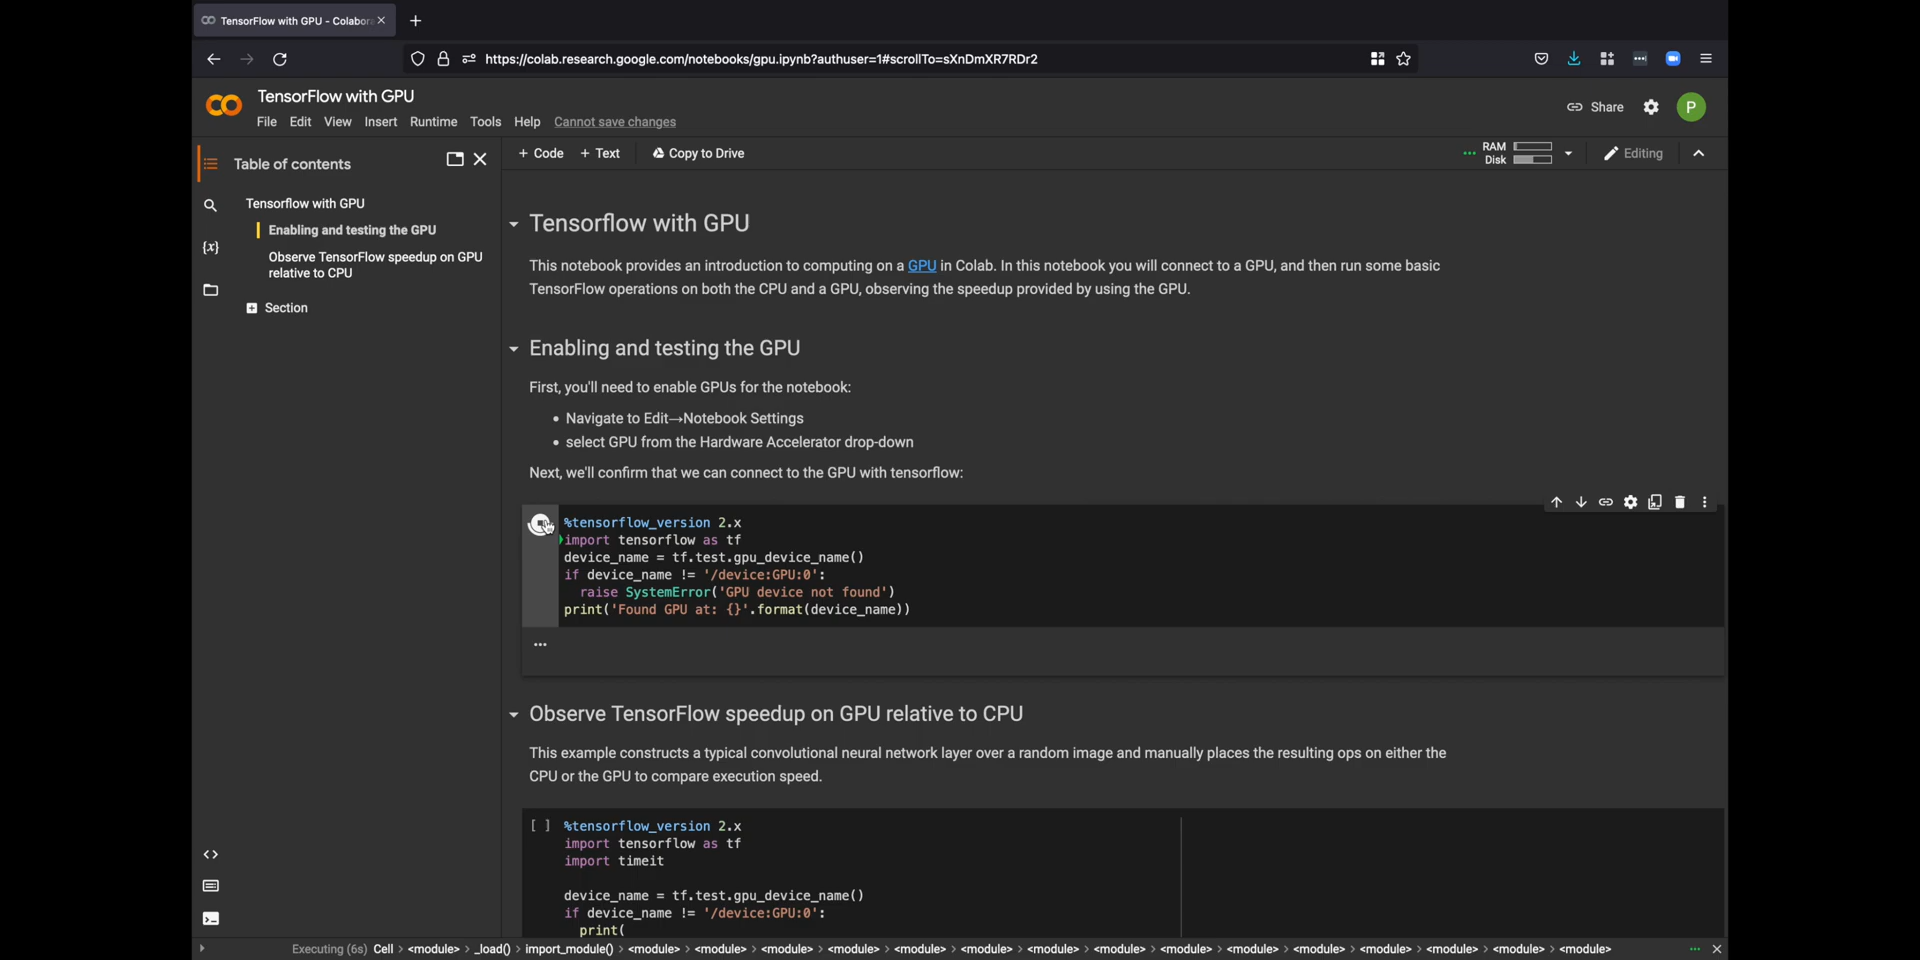 TensorFlow with GPU - Colabora
https://colab.research.google.com/notebooks/gpu.ipynb?authuser=1#scrollTo=sXnDmXR7RDr2
TensorFlow with GPU
File Edit View Insert Runtime Tools Help Cannot save changes
Share
P
Table of contents
Tensorflow with GPU
Enabling and testing the GPU
Observe TensorFlow speedup on GPU
relative to CPU
Section
+ Code + Text Copy to Drive
RAM
Disk
Editing
Tensorflow with GPU
This notebook provides an introduction to computing on a GPU in Colab. In this notebook you will connect to a GPU, and then run some basic
TensorFlow operations on both the CPU and a GPU, observing the speedup provided by using the GPU.
Enabling and testing the GPU
First, you'll need to enable GPUs for the notebook:
• Navigate to Edit→Notebook Settings
• select GPU from the Hardware Accelerator drop-down
Next, we'll confirm that we can connect to the GPU with tensorflow:
%tensorflow_version 2.x
import tensorflow as tf
device_name = tf.test.gpu_device_name()
if device_name != '/device:GPU:0':
  raise SystemError('GPU device not found')
print('Found GPU at: {}'.format(device_name))
...
Observe TensorFlow speedup on GPU relative to CPU
This example constructs a typical convolutional neural network layer over a random image and manually places the resulting ops on either the
CPU or the GPU to compare execution speed.
[ ] %tensorflow_version 2.x
import tensorflow as tf
import timeit
device_name = tf.test.gpu_device_name()
if device_name != '/device:GPU:0':
  print(
Executing (6s) Cell > <module> > _load() > import_module() > <module> > <module> > <module> > <module> > <module> > <module> > <module> > <module> > <module> > <module> > <module> > <module> > <module> > <module> > <module>